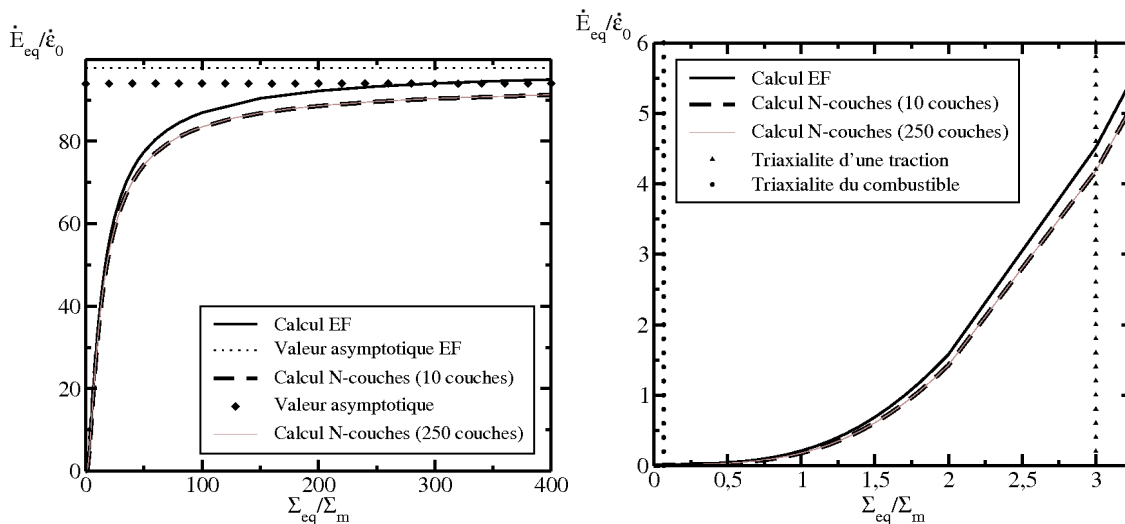 Ė_eq/ε̇_0
80
60
40
20
0
0
100
200
300
400
Σ_eq/Σ_m
Calcul EF
Valeur asymptotique EF
Calcul N-couches (10 couches)
Valeur asymptotique
Calcul N-couches (250 couches)
Ė_eq/ε̇_0
6
5
4
3
2
1
0
0
0,5
1
1,5
2
2,5
3
Σ_eq/Σ_m
Calcul EF
Calcul N-couches (10 couches)
Calcul N-couches (250 couches)
Triaxialite d'une traction
Triaxialite du combustible